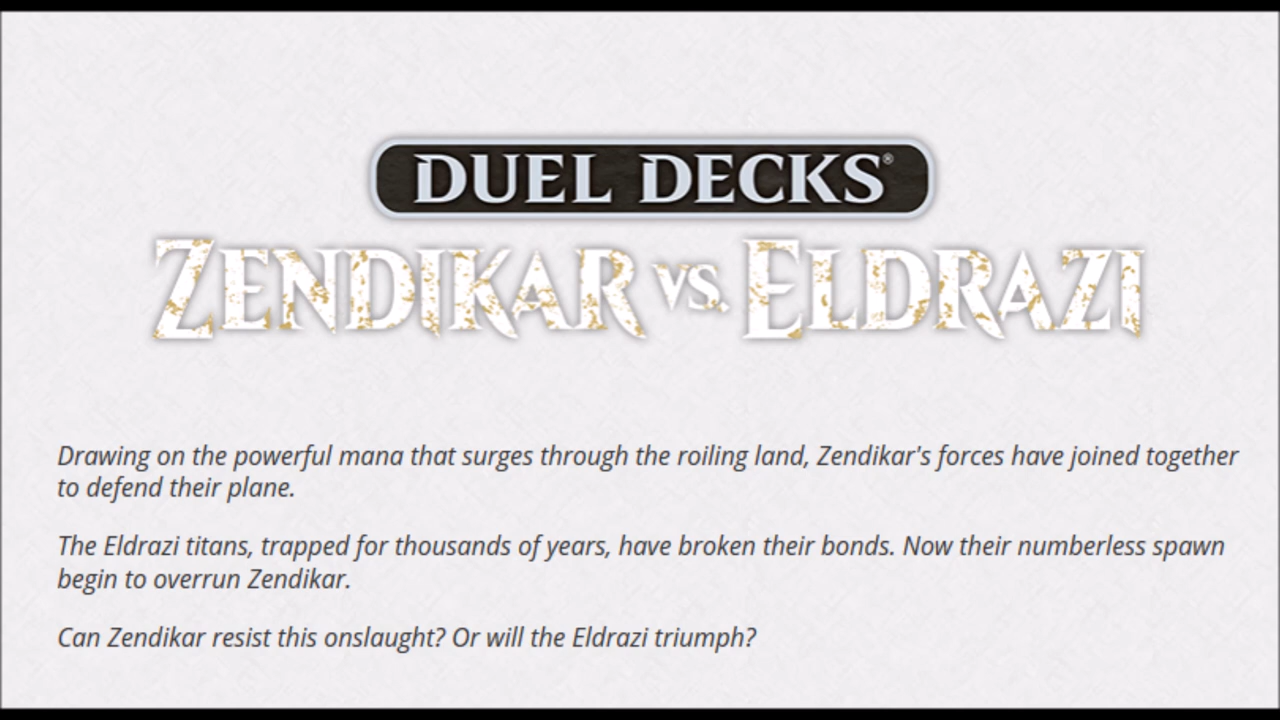 DUEL DECKS®
ZENDIKAR VS. ELDRAZI
Drawing on the powerful mana that surges through the roiling land, Zendikar's forces have joined together
to defend their plane.
The Eldrazi titans, trapped for thousands of years, have broken their bonds. Now their numberless spawn
begin to overrun Zendikar.
Can Zendikar resist this onslaught? Or will the Eldrazi triumph?